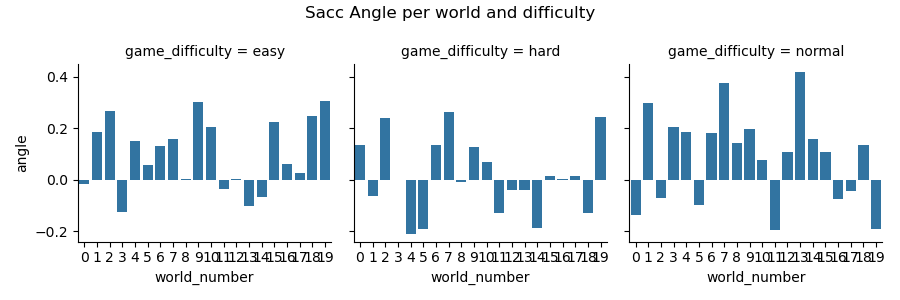 Sacc Angle per world and difficulty
game_difficulty = easy
game_difficulty = hard
game_difficulty = normal
angle
0.4
0.2
0.0
−0.2
0 1 2 3 4 5 6 7 8 9 10 11 12 13 14 15 16 17 18 19
0 1 2 3 4 5 6 7 8 9 10 11 12 13 14 15 16 17 18 19
0 1 2 3 4 5 6 7 8 9 10 11 12 13 14 15 16 17 18 19
world_number
world_number
world_number